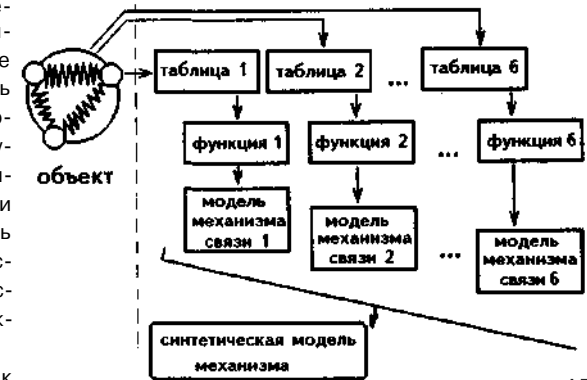 таблица 1
таблица 2
...
таблица 6
функция 1
функция 2
...
функция 6
объект
модель
механизма
связи 1
модель
механизма
связи 2
...
модель
механизма
связи 6
синтетическая модель
механизма